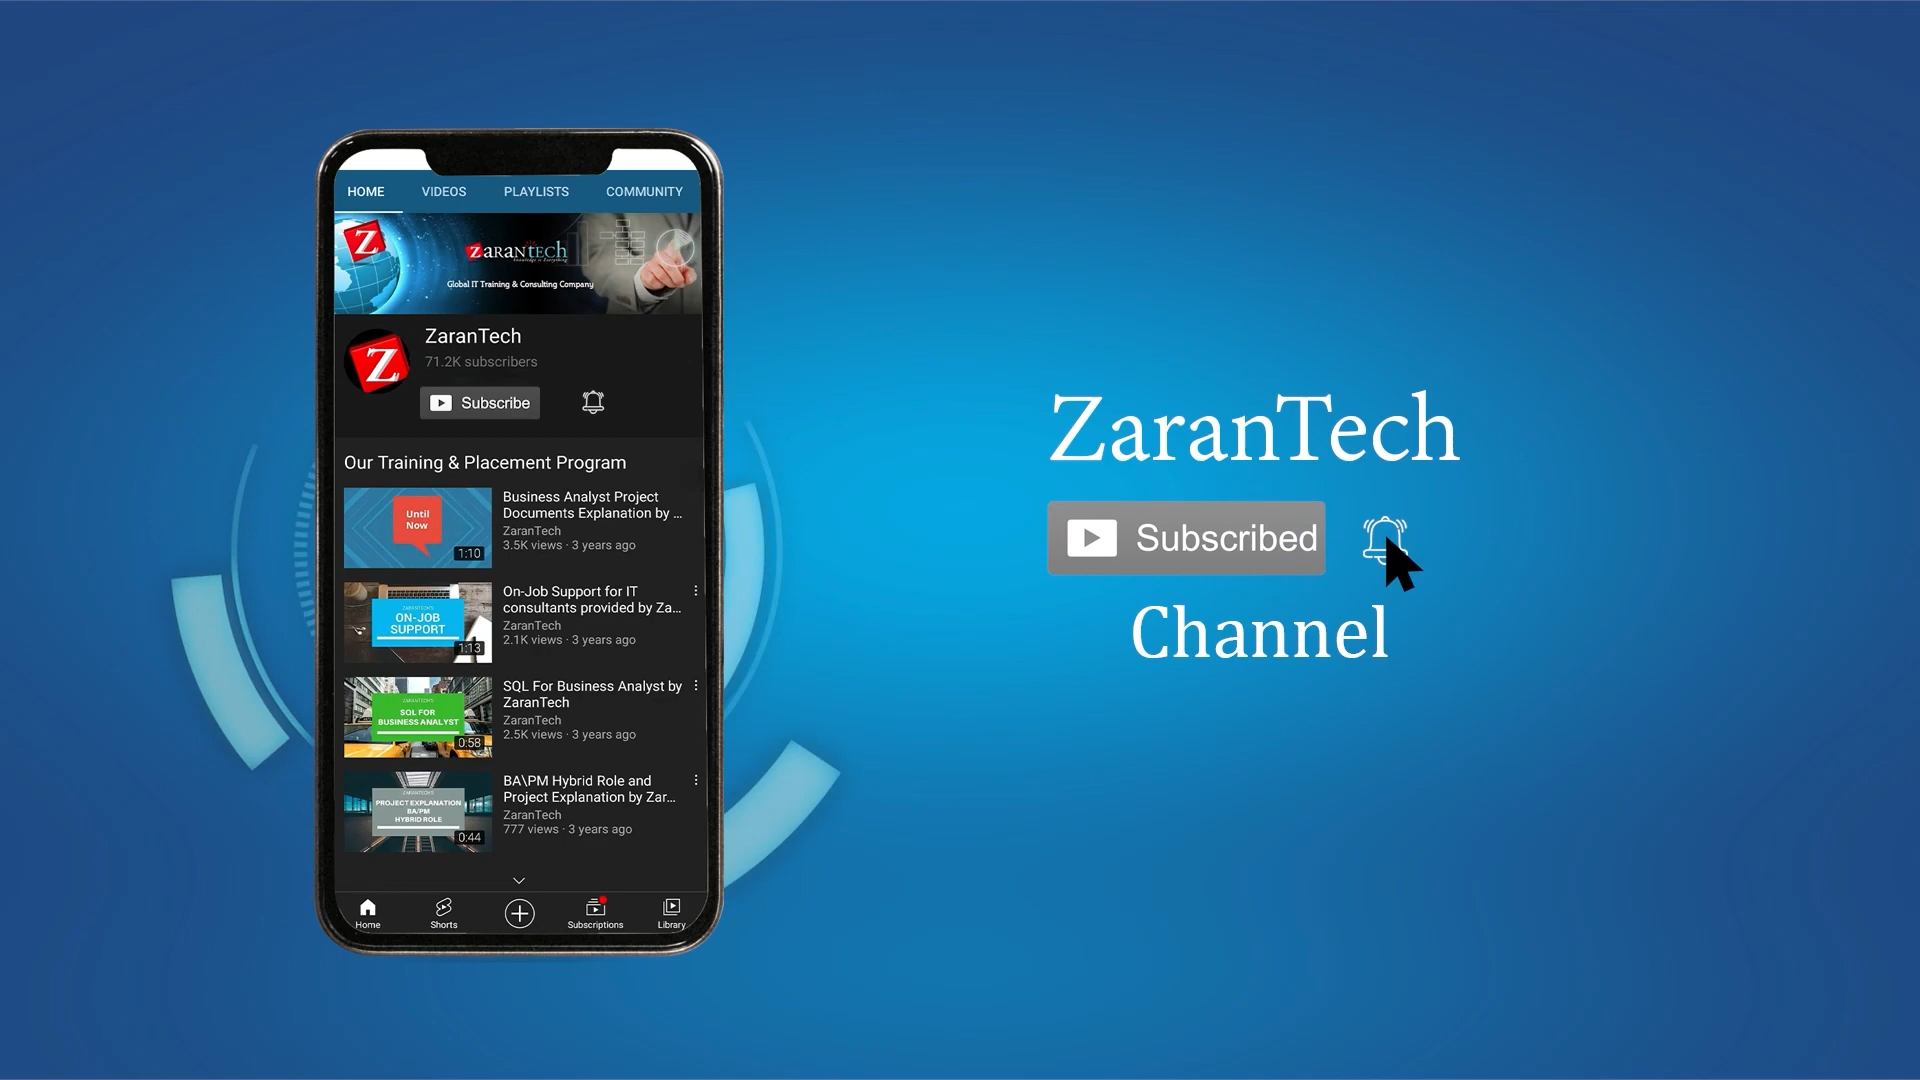 HOME VIDEOS PLAYLISTS COMMUNITY
Z
ZARANTECH
Global IT Training & Consulting Company
Z
ZaranTech
71.2K subscribers
Subscribe
Our Training & Placement Program
Until
Now
1:10
Business Analyst Project
Documents Explanation by ...
ZaranTech
3.5K views · 3 years ago
ZARANTECH'S
ON-JOB
SUPPORT
1:13
On-Job Support for IT
consultants provided by Za...
ZaranTech
2.1K views · 3 years ago
ZARANTECH'S
SQL FOR
BUSINESS ANALYST
0:58
SQL For Business Analyst by
ZaranTech
ZaranTech
2.5K views · 3 years ago
ZARANTECH'S
PROJECT EXPLANATION
BA/PM
HYBRID ROLE
0:44
BA\PM Hybrid Role and
Project Explanation by Zar...
ZaranTech
777 views · 3 years ago
Home Shorts Subscriptions Library
ZaranTech
Subscribed
Channel